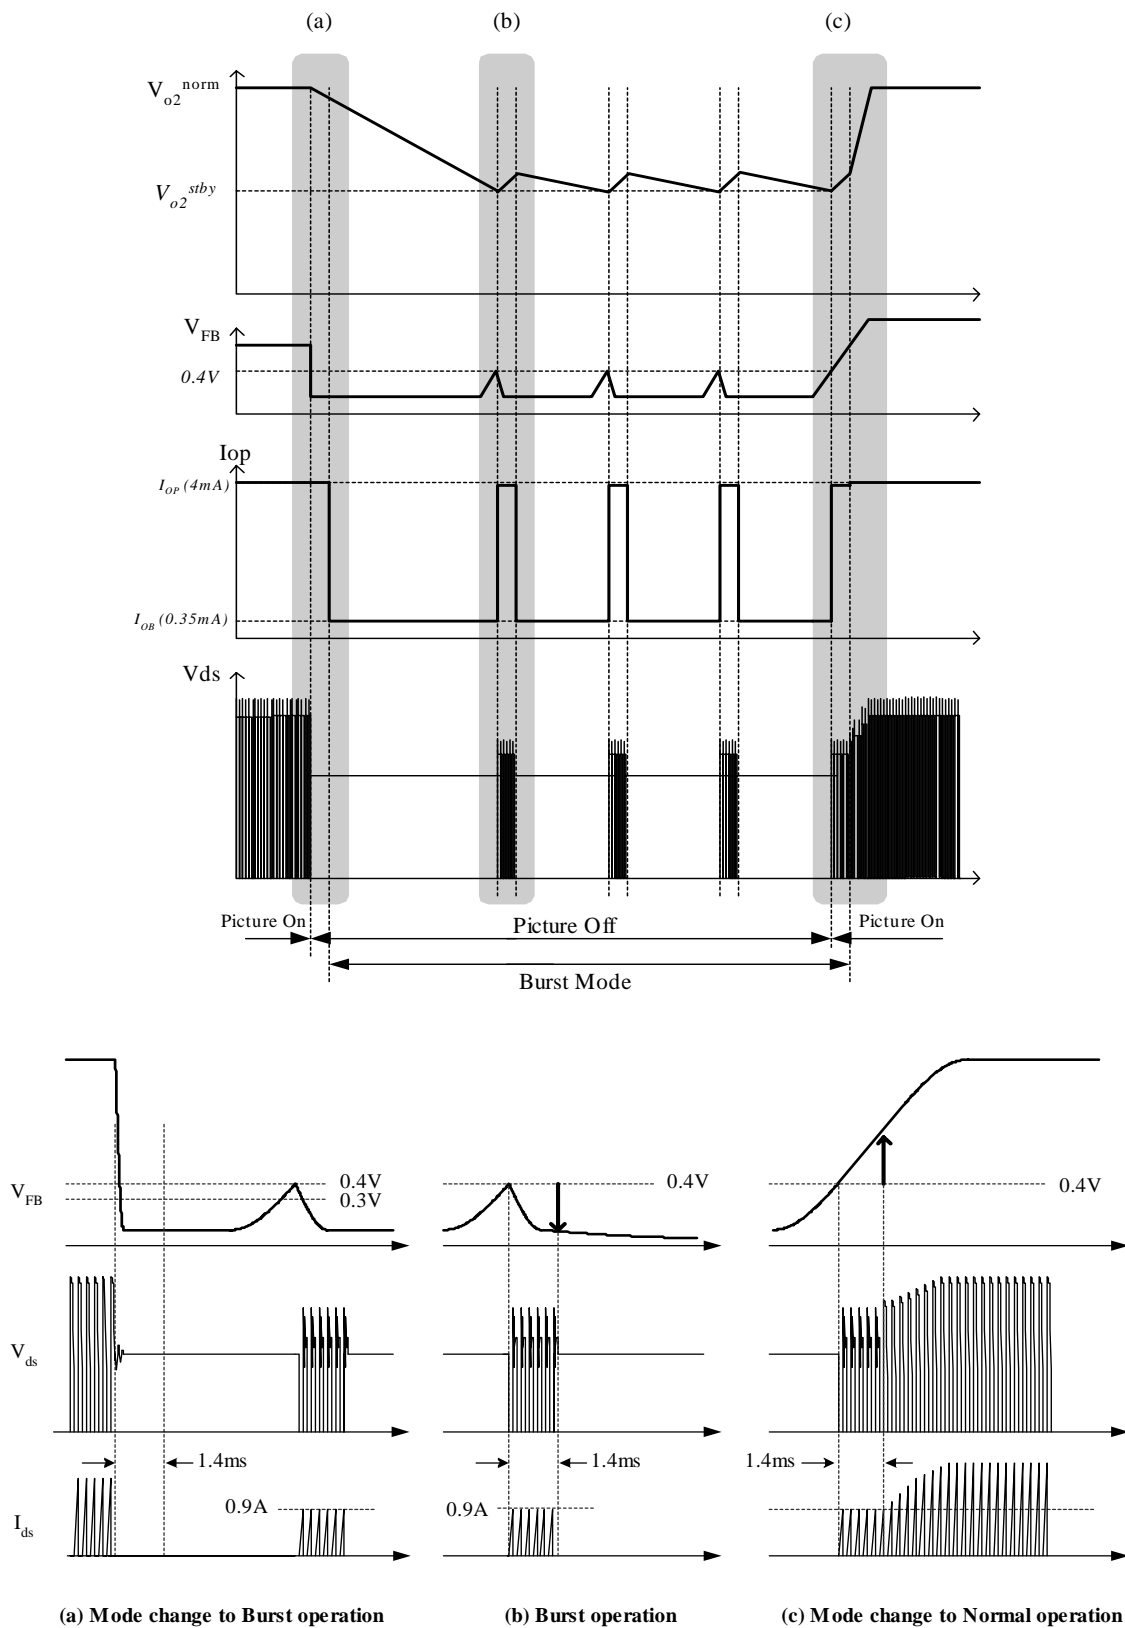 (a) (b) (c)
Vo2norm
Vo2stby
VFB
0.4V
Iop
IOP (4mA)
IOB (0.35mA)
Vds
Picture On Picture Off Picture On
Burst Mode
VFB 0.4V 0.4V 0.4V
0.3V
Vds
1.4ms 1.4ms 1.4ms
0.9A 0.9A
Ids
(a) Mode change to Burst operation (b) Burst operation (c) Mode change to Normal operation